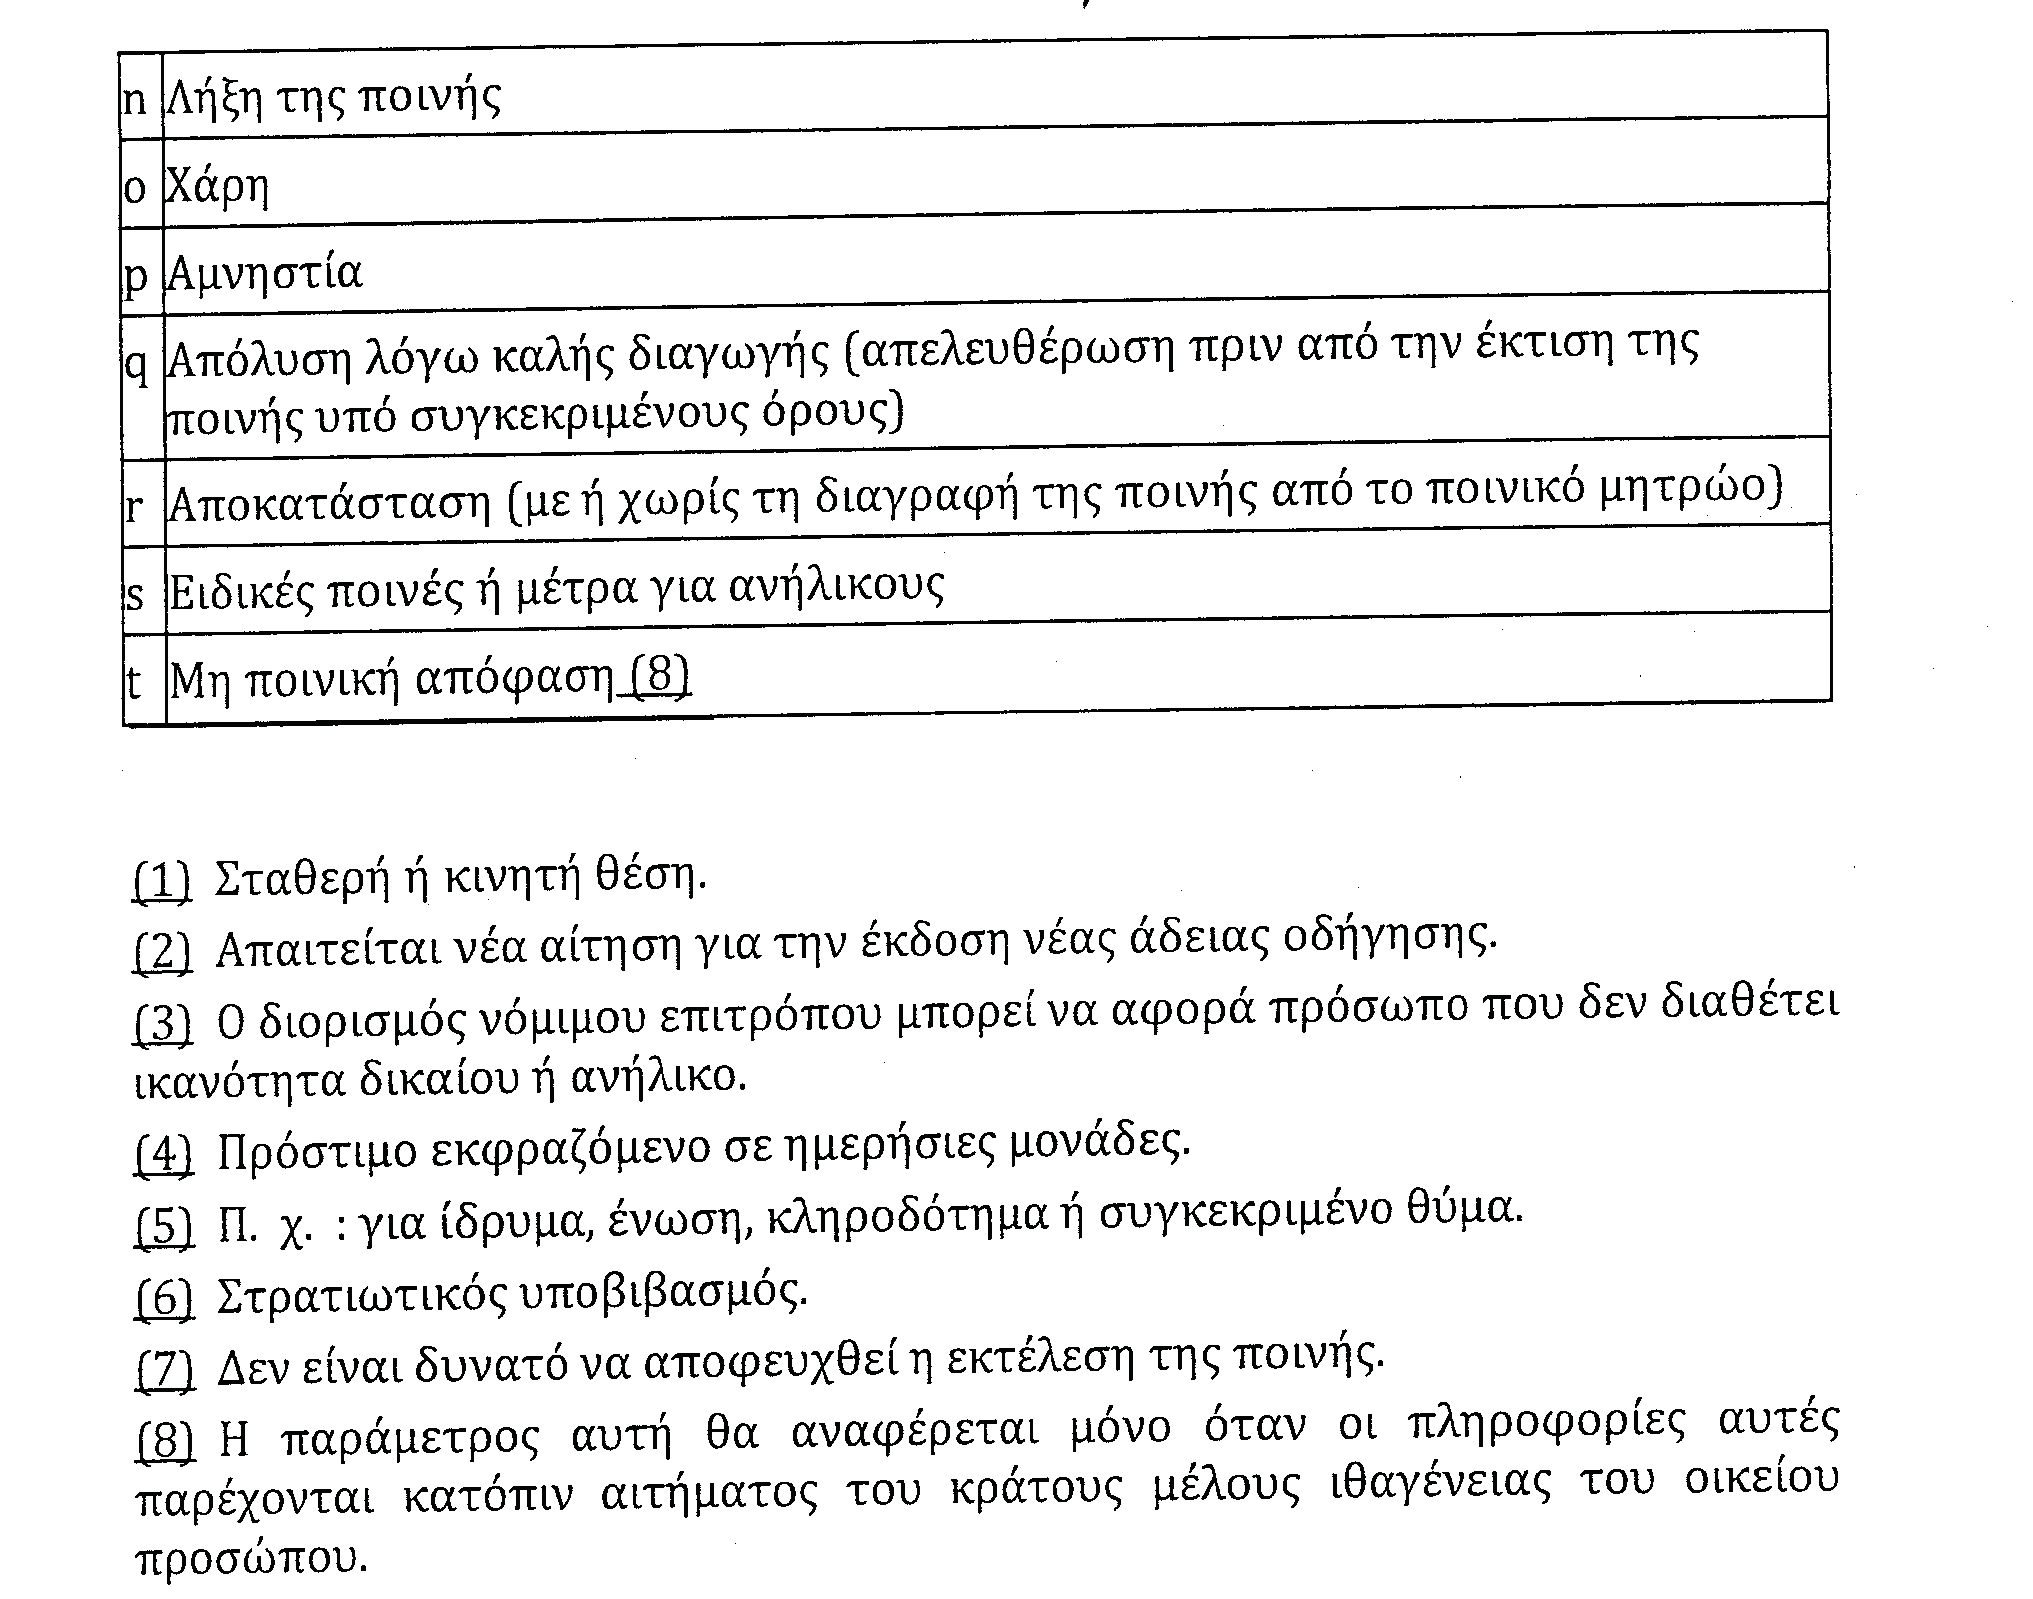 n Λήξη της ποινής
o Χάρη
p Αμνηστία
q Απόλυση λόγω καλής διαγωγής (απελευθέρωση πριν από την έκτιση της
ποινής υπό συγκεκριμένους όρους)
r Αποκατάσταση (με ή χωρίς τη διαγραφή της ποινής από το ποινικό μητρώο)
s Ειδικές ποινές ή μέτρα για ανήλικους
t Μη ποινική απόφαση (8)
(1) Σταθερή ή κινητή θέση.
(2) Απαιτείται νέα αίτηση για την έκδοση νέας άδειας οδήγησης.
(3) Ο διορισμός νόμιμου επιτρόπου μπορεί να αφορά πρόσωπο που δεν διαθέτει
ικανότητα δικαίου ή ανήλικο.
(4) Πρόστιμο εκφραζόμενο σε ημερήσιες μονάδες.
(5) Π. χ. : για ίδρυμα, ένωση, κληροδότημα ή συγκεκριμένο θύμα.
(6) Στρατιωτικός υποβιβασμός.
(7) Δεν είναι δυνατό να αποφευχθεί η εκτέλεση της ποινής.
(8) Η παράμετρος αυτή θα αναφέρεται μόνο όταν οι πληροφορίες αυτές
παρέχονται κατόπιν αιτήματος του κράτους μέλους ιθαγένειας του οικείου
προσώπου.